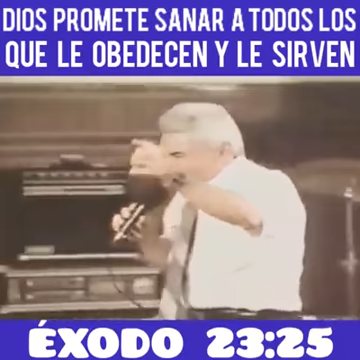 DIOS PROMETE SANAR A TODOS LOS
QUE LE OBEDECEN Y LE SIRVEN
ÉXODO 23:25